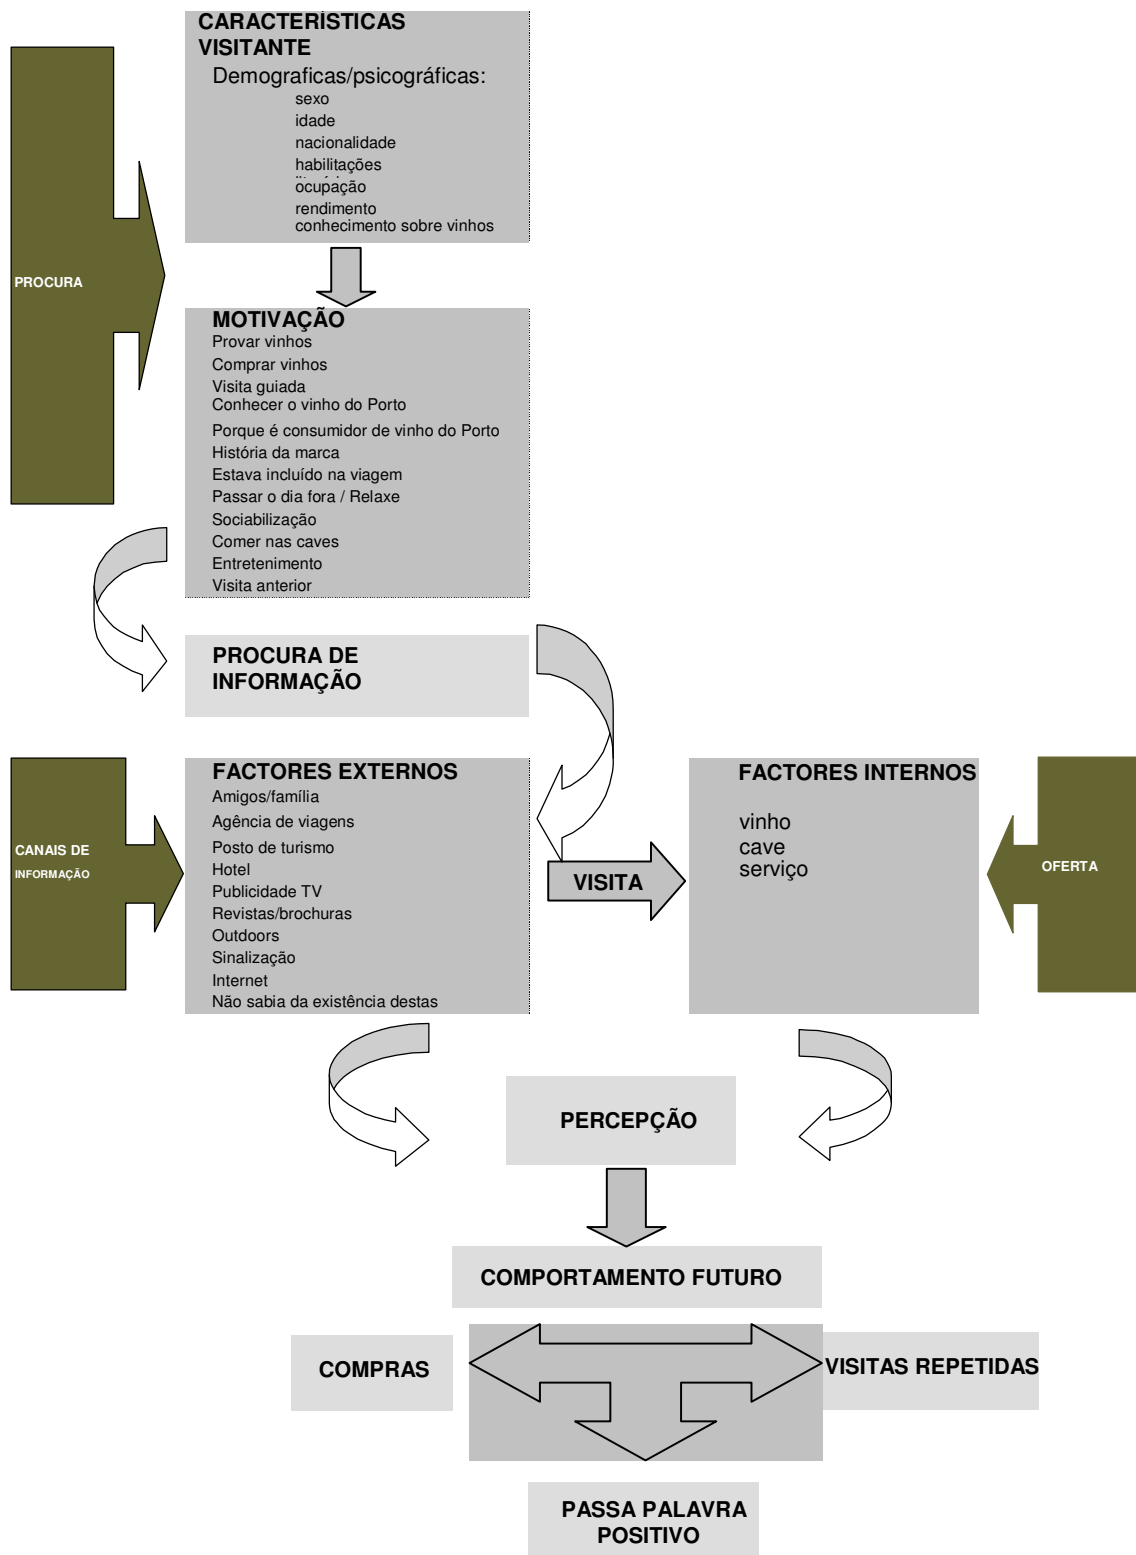 CARACTERÍSTICAS
VISITANTE
Demograficas/psicográficas:
sexo
idade
nacionalidade
habilitações
ocupação
rendimento
conhecimento sobre vinhos
PROCURA
MOTIVAÇÃO
Provar vinhos
Comprar vinhos
Visita guiada
Conhecer o vinho do Porto
Porque é consumidor de vinho do Porto
História da marca
Estava incluído na viagem
Passar o dia fora / Relaxe
Sociabilização
Comer nas caves
Entretenimento
Visita anterior
PROCURA DE
INFORMAÇÃO
CANAIS DE
INFORMAÇÃO
FACTORES EXTERNOS
Amigos/família
Agência de viagens
Posto de turismo
Hotel
Publicidade TV
Revistas/brochuras
Outdoors
Sinalização
Internet
Não sabia da existência destas
VISITA
FACTORES INTERNOS
vinho
cave
serviço
OFERTA
PERCEPÇÃO
COMPORTAMENTO FUTURO
COMPRAS
VISITAS REPETIDAS
PASSA PALAVRA
POSITIVO